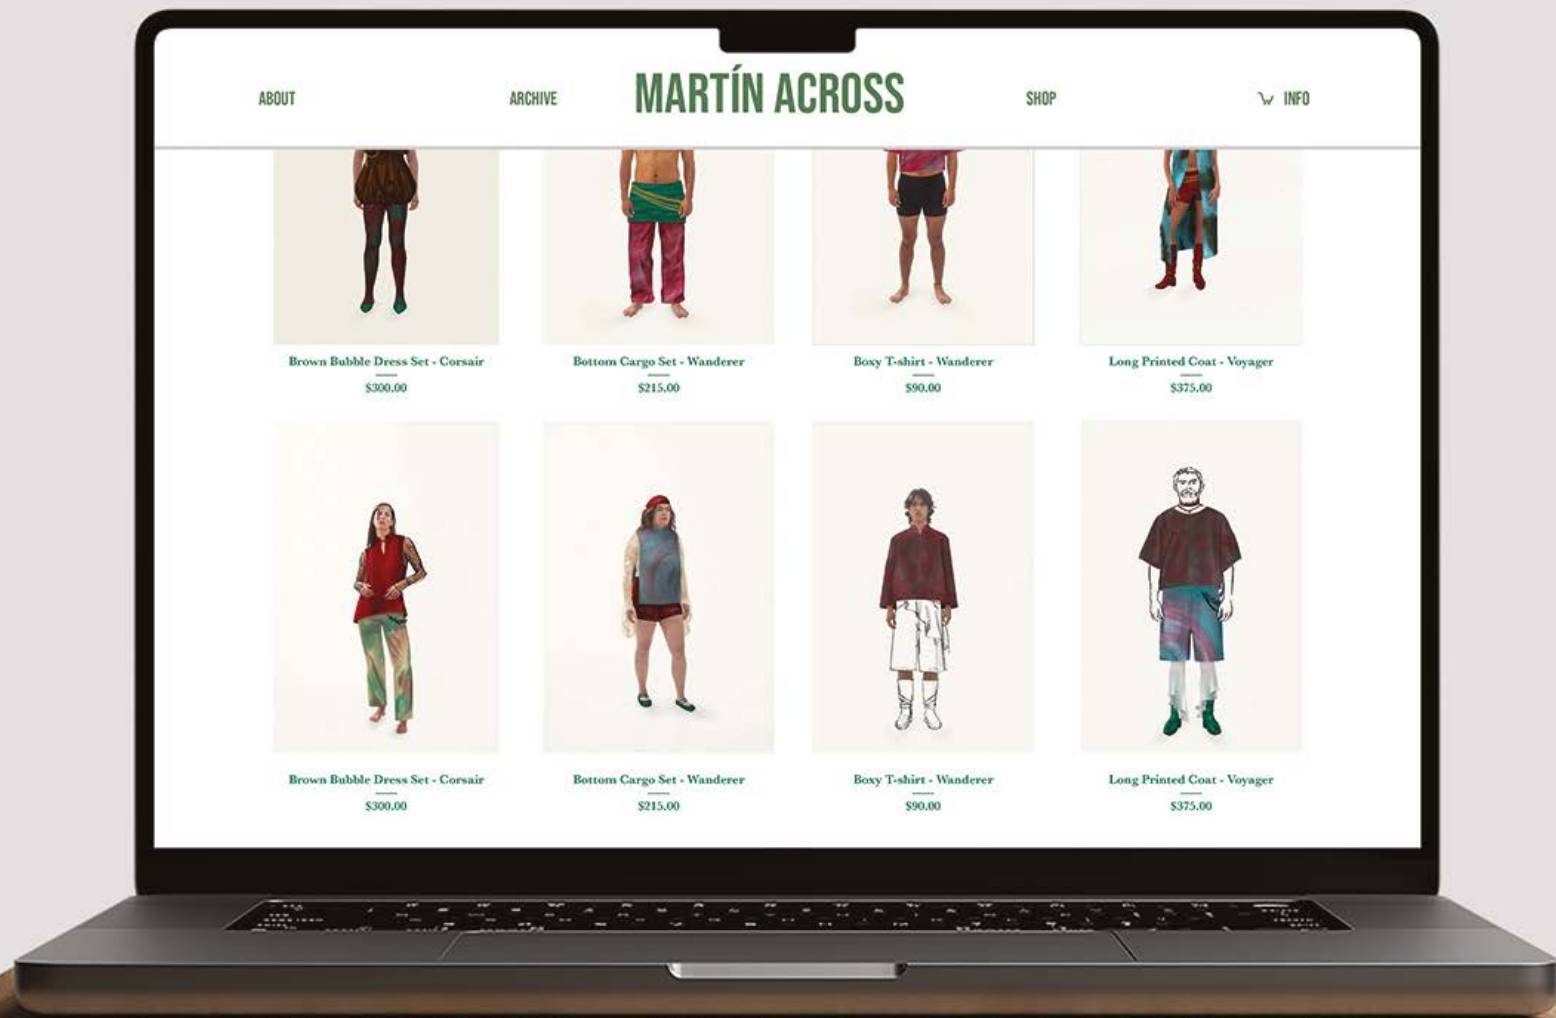 ABOUT
ARCHIVE
MARTÍN ACROSS
SHOP
INFO
Brown Bubble Dress Set - Corsair
$300.00
Bottom Cargo Set - Wanderer
$215.00
Boxy T-shirt - Wanderer
$90.00
Long Printed Coat - Voyager
$375.00
Brown Bubble Dress Set - Corsair
$300.00
Bottom Cargo Set - Wanderer
$215.00
Boxy T-shirt - Wanderer
$90.00
Long Printed Coat - Voyager
$375.00